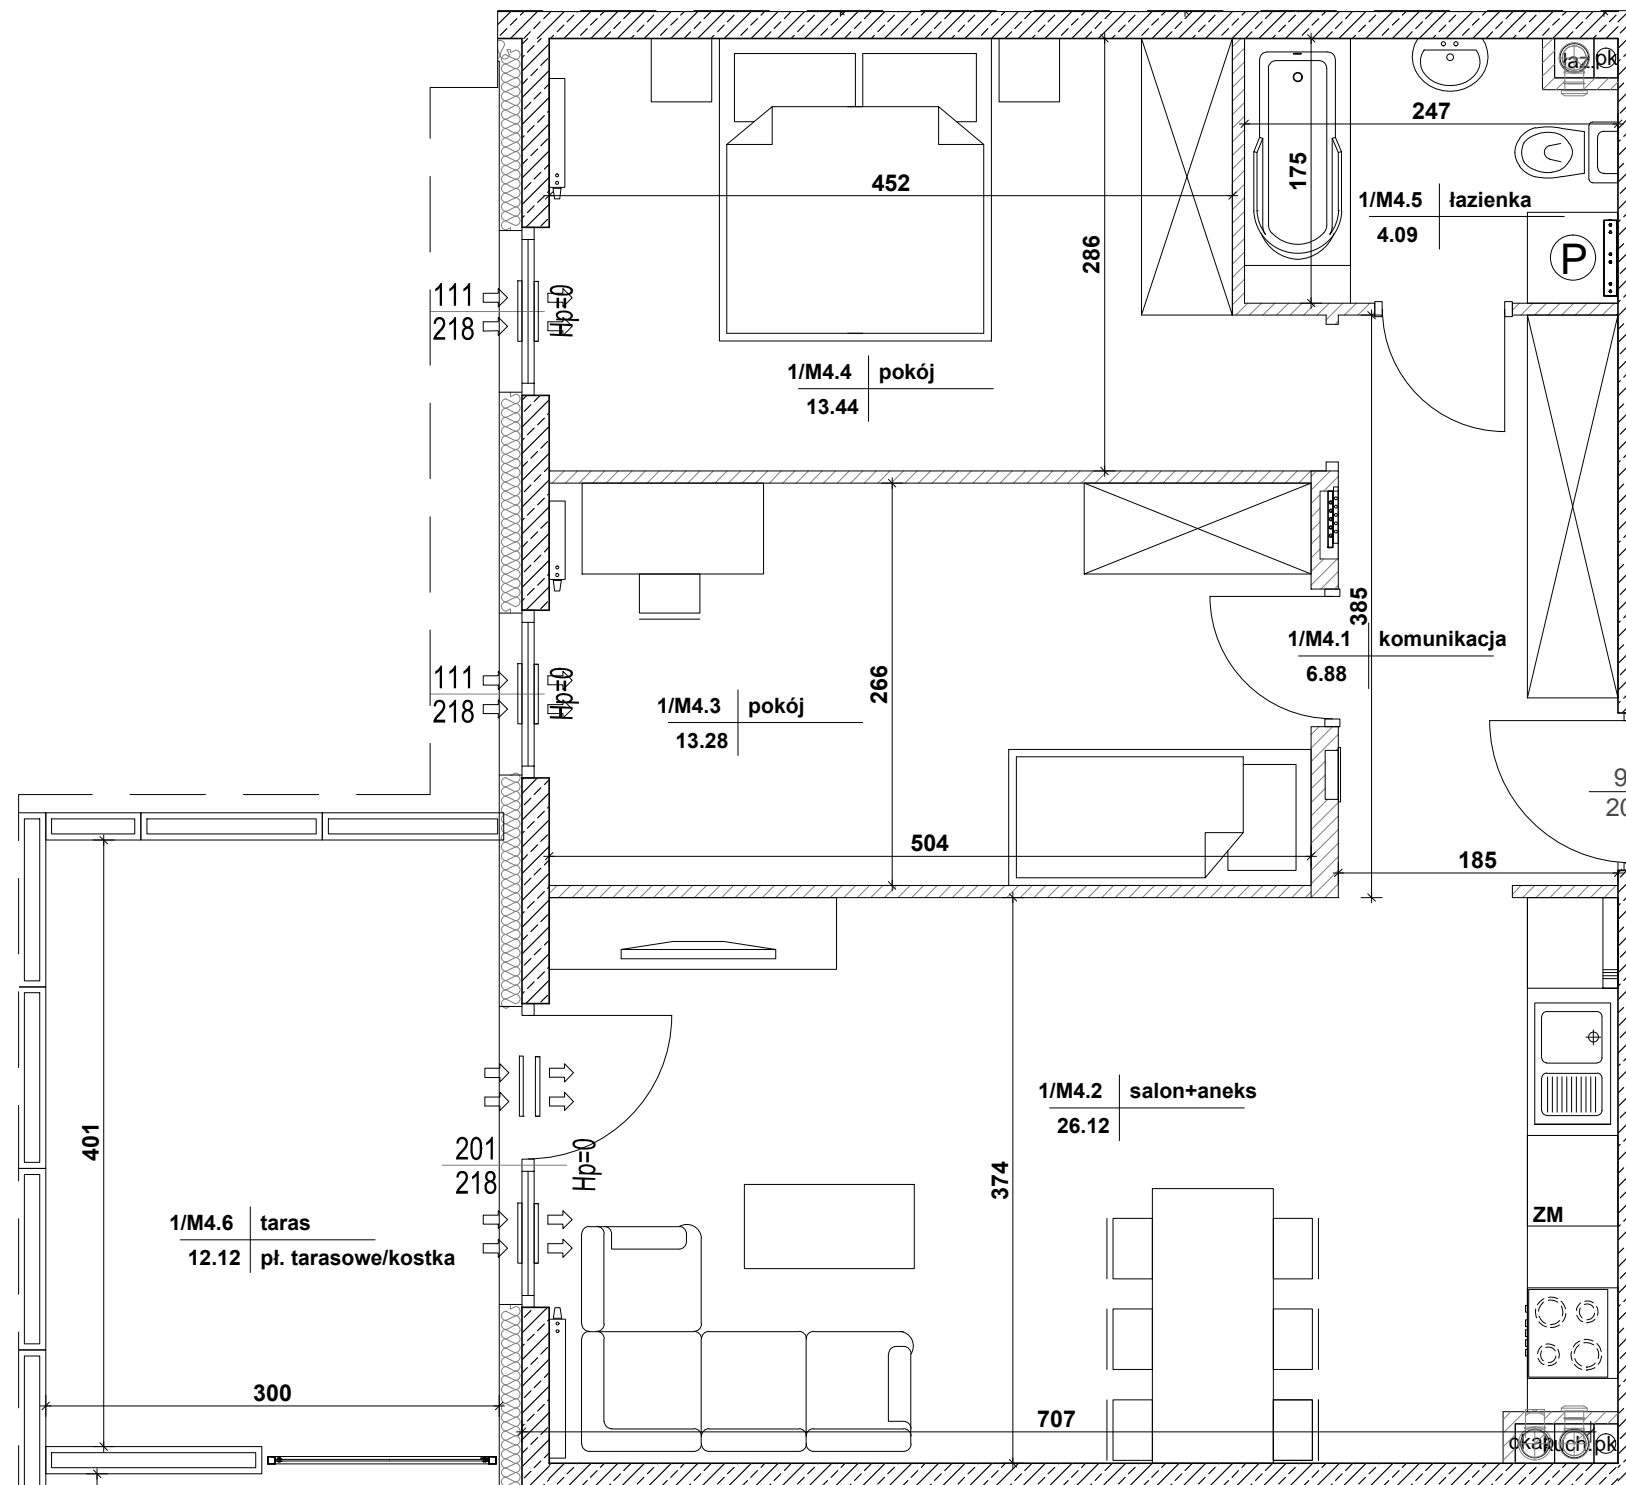 łaz. pk
247
175
452
1/M4.5 łazienka
4.09
P
286
111
218
Hp=0
1/M4.4 pokój
13.44
385
1/M4.1 komunikacja
6.88
266
111
218
Hp=0
1/M4.3 pokój
13.28
9
20
504
185
1/M4.2 salon+aneks
26.12
401
201
218
Hp=0
374
1/M4.6 taras
12.12 pł. tarasowe/kostka
ZM
300
707
okap kuch. pk